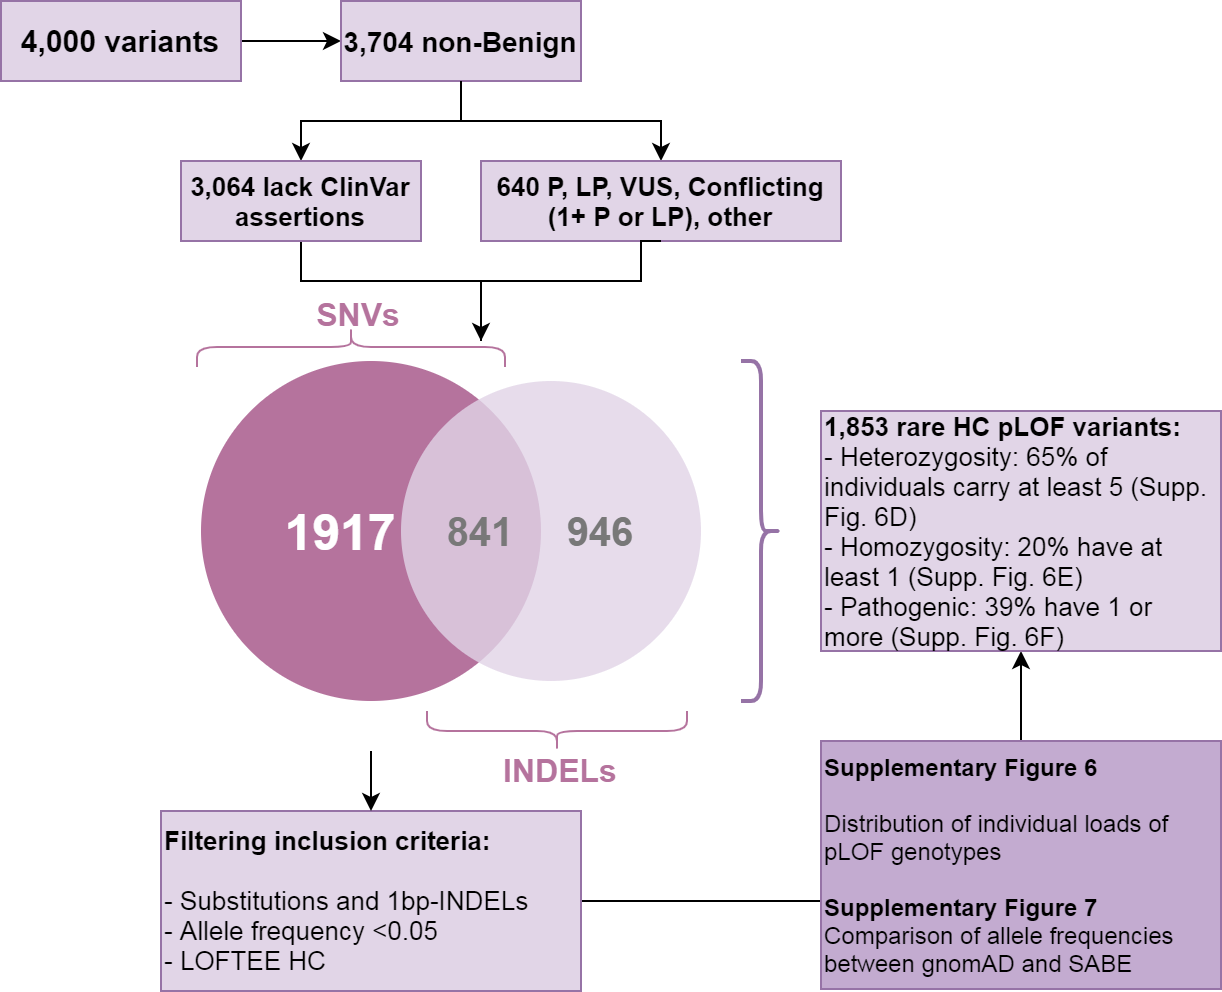 4,000 variants
3,704 non-Benign
3,064 lack ClinVar
assertions
640 P, LP, VUS, Conflicting
(1+ P or LP), other
SNVs
1917
841
946
INDELs
1,853 rare HC pLOF variants:
- Heterozygosity: 65% of
individuals carry at least 5 (Supp.
Fig. 6D)
- Homozygosity: 20% have at
least 1 (Supp. Fig. 6E)
- Pathogenic: 39% have 1 or
more (Supp. Fig. 6F)
Filtering inclusion criteria:
- Substitutions and 1bp-INDELs
- Allele frequency <0.05
- LOFTEE HC
Supplementary Figure 6
Distribution of individual loads of
pLOF genotypes
Supplementary Figure 7
Comparison of allele frequencies
between gnomAD and SABE